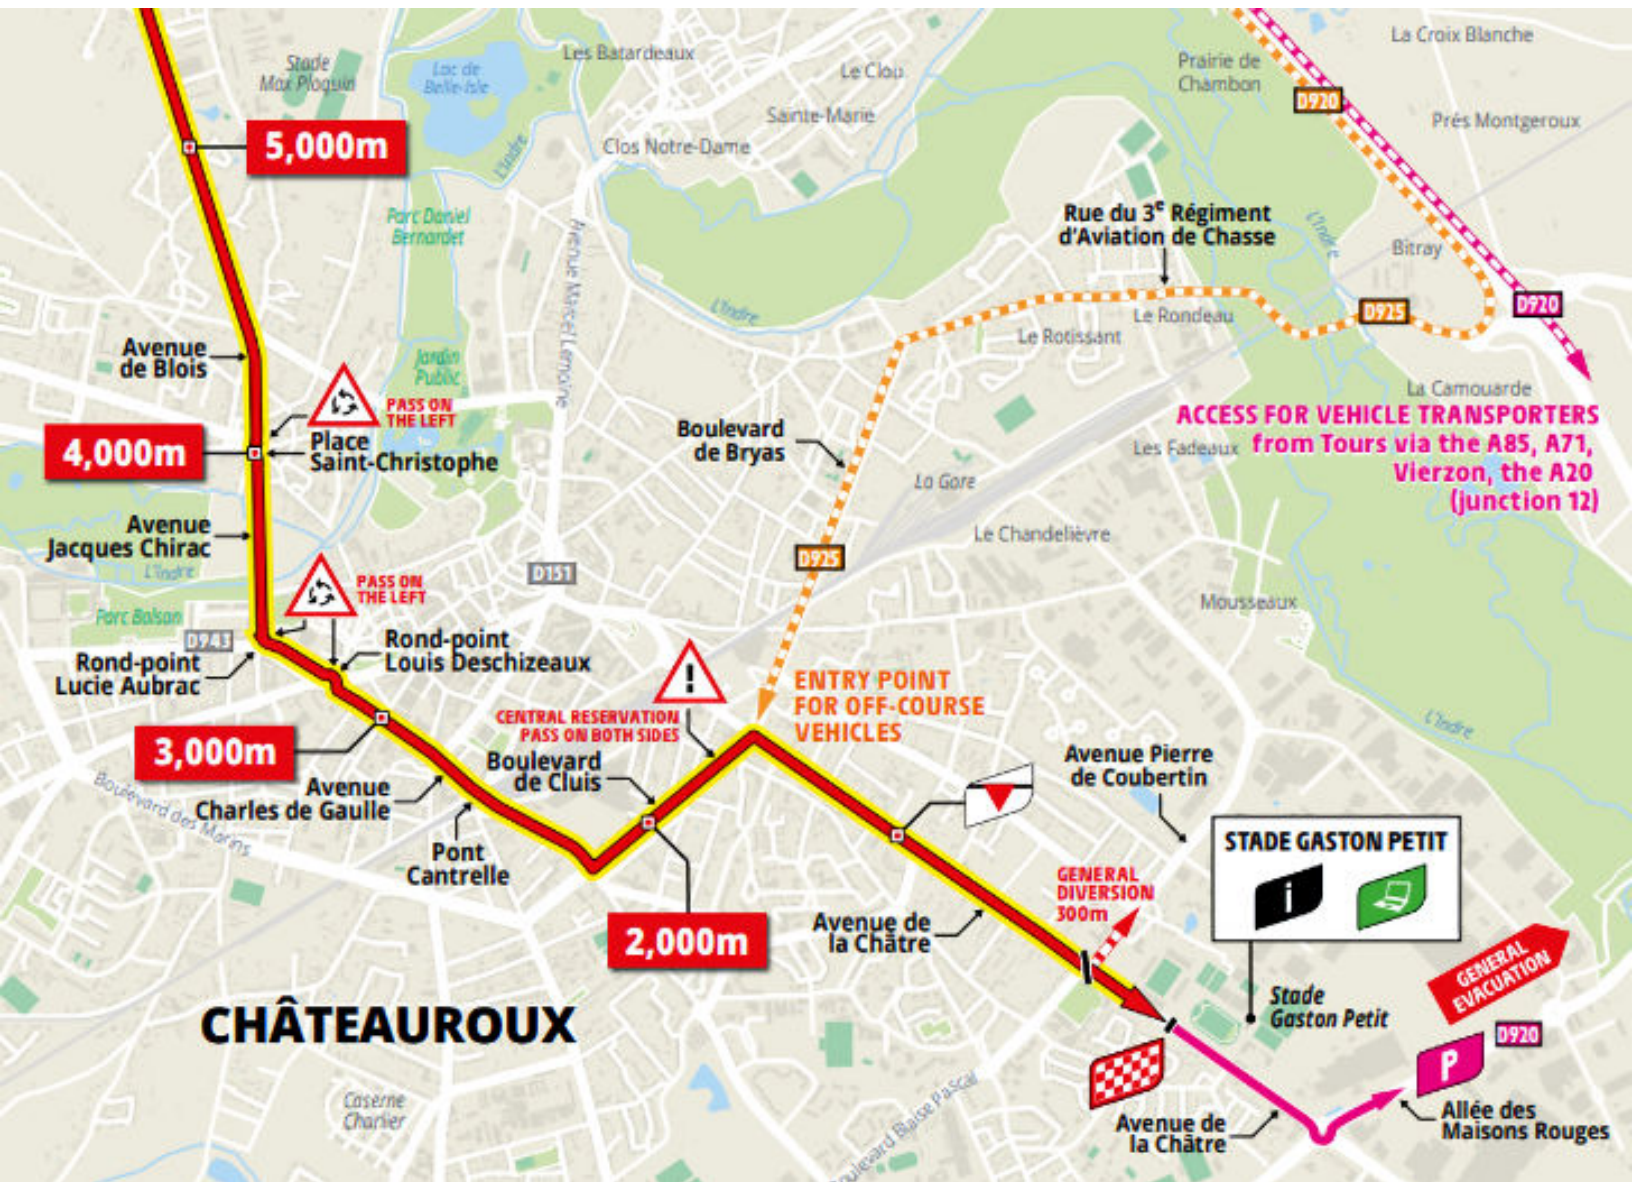 La Croix Blanche
Les Batardeaux
Stade
Max Ploquin
Lac de
Belle-Isle
Le Clou
Prairie de
Chambon
D920
Sainte-Marie
Prés Montgeroux
5,000m
Clos Notre-Dame
L'Indre
Parc Daniel
Bernardet
Avenue Marcel Lemoine
Rue du 3e Régiment
d'Aviation de Chasse
L'Indre
Bitray
L'Indre
D925
D920
Le Rondeau
Le Rotissant
Avenue
de Blois
Jardin
Public
La Camouarde
PASS ON
THE LEFT
ACCESS FOR VEHICLE TRANSPORTERS
from Tours via the A85, A71,
Vierzon, the A20
(junction 12)
4,000m
Place
Saint-Christophe
Boulevard
de Bryas
Les Fadeaux
La Gare
Avenue
Jacques Chirac
Le Chandelièvre
L'Indre
D151
D925
PASS ON
THE LEFT
Mousseaux
Parc Balsan
D943
Rond-point
Lucie Aubrac
Rond-point
Louis Deschizeaux
!
ENTRY POINT
FOR OFF-COURSE
VEHICLES
CENTRAL RESERVATION
PASS ON BOTH SIDES
L'Indre
3,000m
Boulevard
de Cluis
Avenue Pierre
de Coubertin
Boulevard des Marins
Avenue
Charles de Gaulle
Pont
Cantrelle
STADE GASTON PETIT
i
GENERAL
DIVERSION
300m
2,000m
Avenue de
la Châtre
GENERAL
EVACUATION
CHÂTEAUROUX
Stade
Gaston Petit
D920
P
Caserne
Charlier
Boulevard Blaise Pascal
Avenue de
la Châtre
Allée des
Maisons Rouges